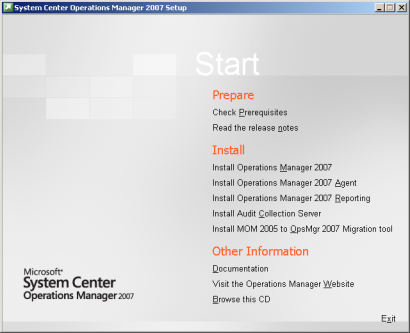 System Center Operations Manager 2007 Setup
Start
Prepare
Check Prerequisites
Read the release notes
Install
Install Operations Manager 2007
Install Operations Manager 2007 Agent
Install Operations Manager 2007 Reporting
Install Audit Collection Server
Install MOM 2005 to OpsMgr 2007 Migration tool
Other Information
Documentation
Visit the Operations Manager Website
Browse this CD
Microsoft®
System Center
Operations Manager 2007
Exit